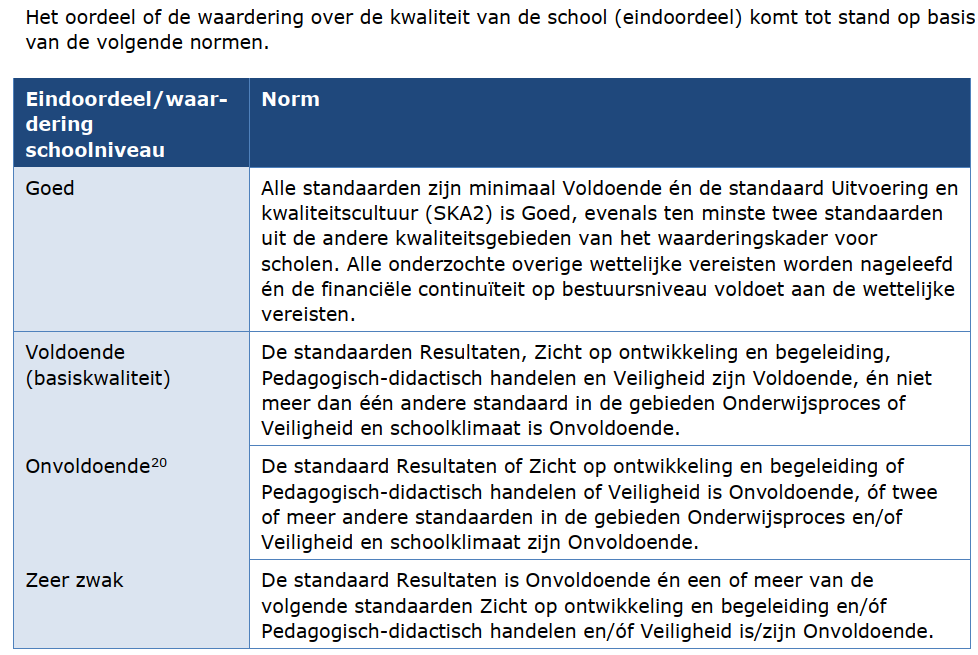 Het oordeel of de waardering over de kwaliteit van de school (eindoordeel) komt tot stand op basis
van de volgende normen.
Eindoordeel/waar-
dering
schoolniveau
Norm
Goed
Alle standaarden zijn minimaal Voldoende én de standaard Uitvoering en
kwaliteitscultuur (SKA2) is Goed, evenals ten minste twee standaarden
uit de andere kwaliteitsgebieden van het waarderingskader voor
scholen. Alle onderzochte overige wettelijke vereisten worden nageleefd
én de financiële continuïteit op bestuursniveau voldoet aan de wettelijke
vereisten.
Voldoende
(basiskwaliteit)
De standaarden Resultaten, Zicht op ontwikkeling en begeleiding,
Pedagogisch-didactisch handelen en Veiligheid zijn Voldoende, én niet
meer dan één andere standaard in de gebieden Onderwijsproces of
Veiligheid en schoolklimaat is Onvoldoende.
Onvoldoende²⁰
De standaard Resultaten of Zicht op ontwikkeling en begeleiding of
Pedagogisch-didactisch handelen of Veiligheid is Onvoldoende, óf twee
of meer andere standaarden in de gebieden Onderwijsproces en/of
Veiligheid en schoolklimaat zijn Onvoldoende.
Zeer zwak
De standaard Resultaten is Onvoldoende én een of meer van de
volgende standaarden Zicht op ontwikkeling en begeleiding en/óf
Pedagogisch-didactisch handelen en/óf Veiligheid is/zijn Onvoldoende.